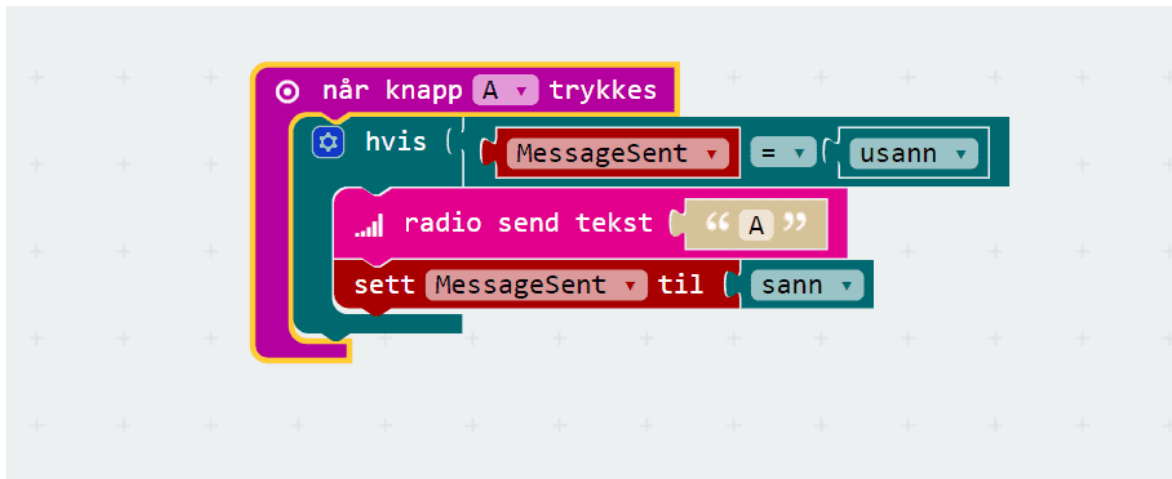 når knapp A trykkes
hvis ( MessageSent = ( usann
radio send tekst ( “ A ”
sett MessageSent til ( sann